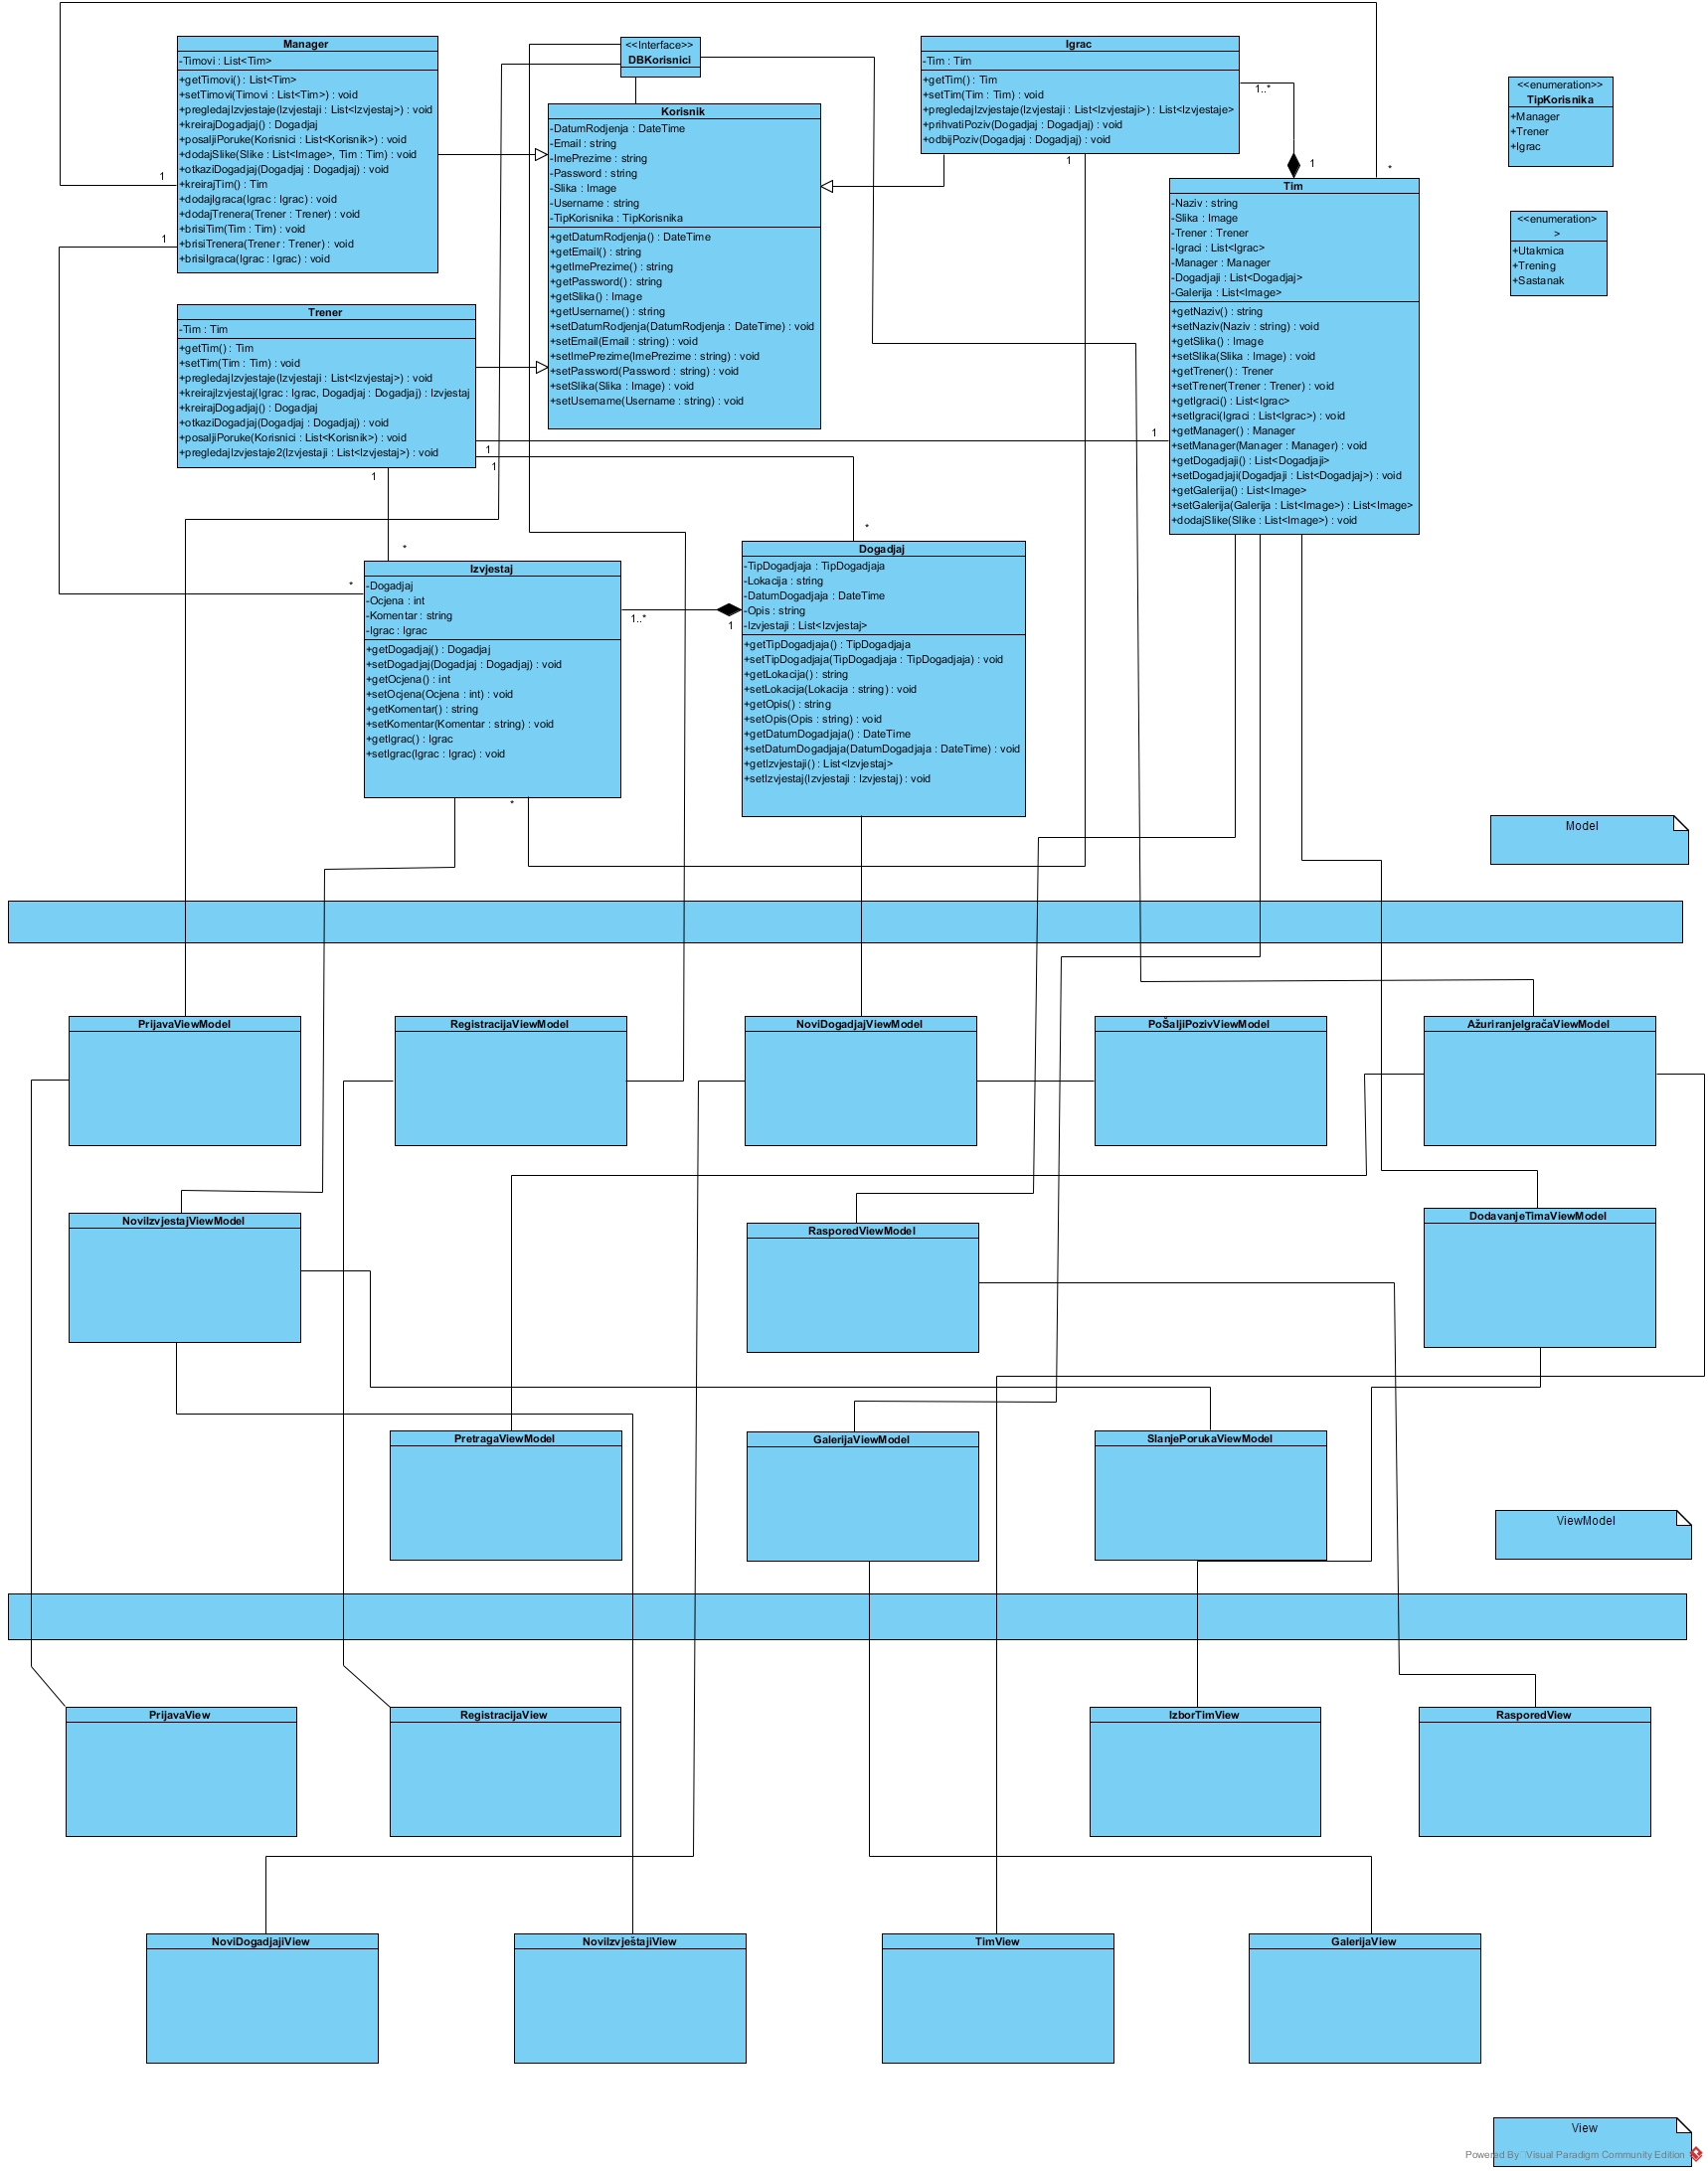 Manager
-Timovi : List<Tim>
+getTimovi() : List<Tim>
+setTimovi(Timovi : List<Tim>) : void
+pregledajIzvjestaje(Izvjestaji : List<Izvjestaj>) : void
+kreirajDogadjaj() : Dogadjaj
+posaljiPoruke(Korisnici : List<Korisnik>) : void
+dodajSlike(Slike : List<Image>, Tim : Tim) : void
+otkaziDogadjaj(Dogadjaj : Dogadjaj) : void
+kreirajTim() : Tim
+dodajIgraca(Igrac : Igrac) : void
+dodajTrenera(Trener : Trener) : void
+brisiTim(Tim : Tim) : void
+brisiTrenera(Trener : Trener) : void
+brisiIgraca(Igrac : Igrac) : void
1
1
<<Interface>>
DBKorisnici
Korisnik
-DatumRodjenja : DateTime
-Email : string
-ImePrezime : string
-Password : string
-Slika : Image
-Username : string
-TipKorisnika : TipKorisnika
+getDatumRodjenja() : DateTime
+getEmail() : string
+getImePrezime() : string
+getPassword() : string
+getSlika() : Image
+getUsername() : string
+setDatumRodjenja(DatumRodjenja : DateTime) : void
+setEmail(Email : string) : void
+setImePrezime(ImePrezime : string) : void
+setPassword(Password : string) : void
+setSlika(Slika : Image) : void
+setUsername(Username : string) : void
Igrac
-Tim : Tim
+getTim() : Tim
+setTim(Tim : Tim) : void
+pregledajIzvjestaje(Izvjestaji : List<Izvjestaji>) : List<Izvjestaje>
+prihvatiPoziv(Dogadjaj : Dogadjaj) : void
+odbijPoziv(Dogadjaj : Dogadjaj) : void
1..*
1
1
*
<<enumeration>>
TipKorisnika
+Manager
+Trener
+Igrac
<<enumeration>
>
+Utakmica
+Trening
+Sastanak
Tim
-Naziv : string
-Slika : Image
-Trener : Trener
-Igraci : List<Igrac>
-Manager : Manager
-Dogadjaji : List<Dogadjaj>
-Galerija : List<Image>
+getNaziv() : string
+setNaziv(Naziv : string) : void
+getSlika() : Image
+setSlika(Slika : Image) : void
+getTrener() : Trener
+setTrener(Trener : Trener) : void
+getIgraci() : List<Igrac>
+setIgraci(Igraci : List<Igrac>) : void
+getManager() : Manager
+setManager(Manager : Manager) : void
+getDogadjaji() : List<Dogadjaji>
+setDogadjaji(Dogadjaji : List<Dogadjaj>) : void
+getGalerija() : List<Image>
+setGalerija(Galerija : List<Image>) : List<Image>
+dodajSlike(Slike : List<Image>) : void
Trener
-Tim : Tim
+getTim() : Tim
+setTim(Tim : Tim) : void
+pregledajIzvjestaje(Izvjestaji : List<Izvjestaj>) : void
+kreirajIzvjestaj(Igrac : Igrac, Dogadjaj : Dogadjaj) : Izvjestaj
+kreirajDogadjaj() : Dogadjaj
+otkaziDogadjaj(Dogadjaj : Dogadjaj) : void
+posaljiPoruke(Korisnici : List<Korisnik>) : void
+pregledajIzvjestaje2(Izvjestaji : List<Izvjestaj>) : void
1
1
1
1
*
*
*
Izvjestaj
-Dogadjaj
-Ocjena : int
-Komentar : string
-Igrac : Igrac
+getDogadjaj() : Dogadjaj
+setDogadjaj(Dogadjaj : Dogadjaj) : void
+getOcjena() : int
+setOcjena(Ocjena : int) : void
+getKomentar() : string
+setKomentar(Komentar : string) : void
+getIgrac() : Igrac
+setIgrac(Igrac : Igrac) : void
*
1..*
1
Dogadjaj
-TipDogadjaja : TipDogadjaja
-Lokacija : string
-DatumDogadjaja : DateTime
-Opis : string
-Izvjestaji : List<Izvjestaj>
+getTipDogadjaja() : TipDogadjaja
+setTipDogadjaja(TipDogadjaja : TipDogadjaja) : void
+getLokacija() : string
+setLokacija(Lokacija : string) : void
+getOpis() : string
+setOpis(Opis : string) : void
+getDatumDogadjaja() : DateTime
+setDatumDogadjaja(DatumDogadjaja : DateTime) : void
+getIzvjestaji() : List<Izvjestaj>
+setIzvjestaj(Izvjestaji : Izvjestaj) : void
Model
PrijavaViewModel
RegistracijaViewModel
NoviDogadjajViewModel
PoŠaljiPozivViewModel
AžuriranjeIgračaViewModel
NoviIzvjestajViewModel
RasporedViewModel
DodavanjeTimaViewModel
PretragaViewModel
GalerijaViewModel
SlanjePorukaViewModel
ViewModel
PrijavaView
RegistracijaView
IzborTimView
RasporedView
NoviDogadjajiView
NoviIzvještajiView
TimView
GalerijaView
View
Powered By Visual Paradigm Community Edition